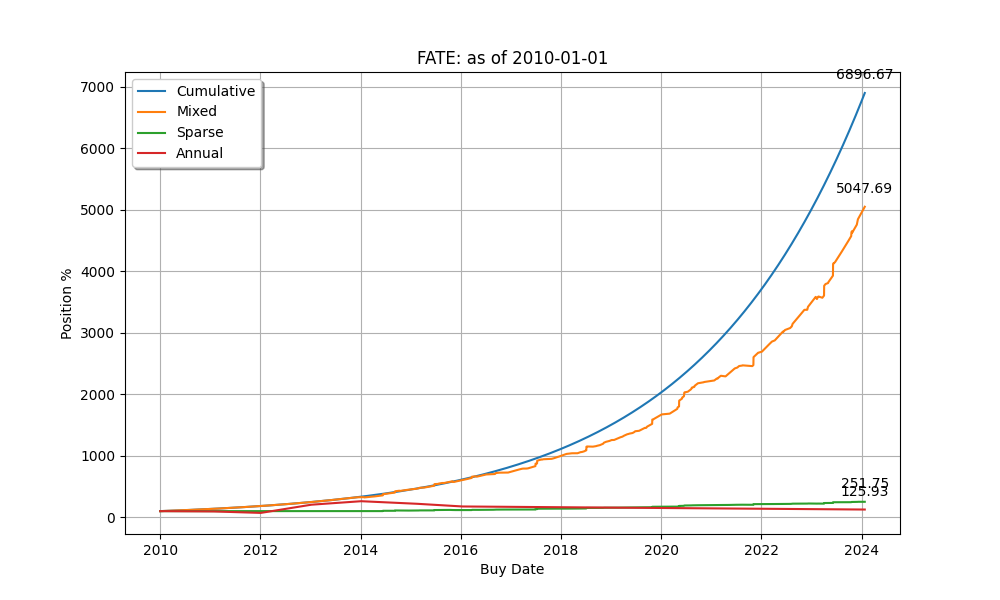 FATE: as of 2010-01-01
6896.67
7000
Cumulative
Mixed
Sparse
Annual
6000
5047.69
5000
4000
Position %
3000
2000
1000
251.75
125.93
0
2010 2012 2014 2016 2018 2020 2022 2024
Buy Date